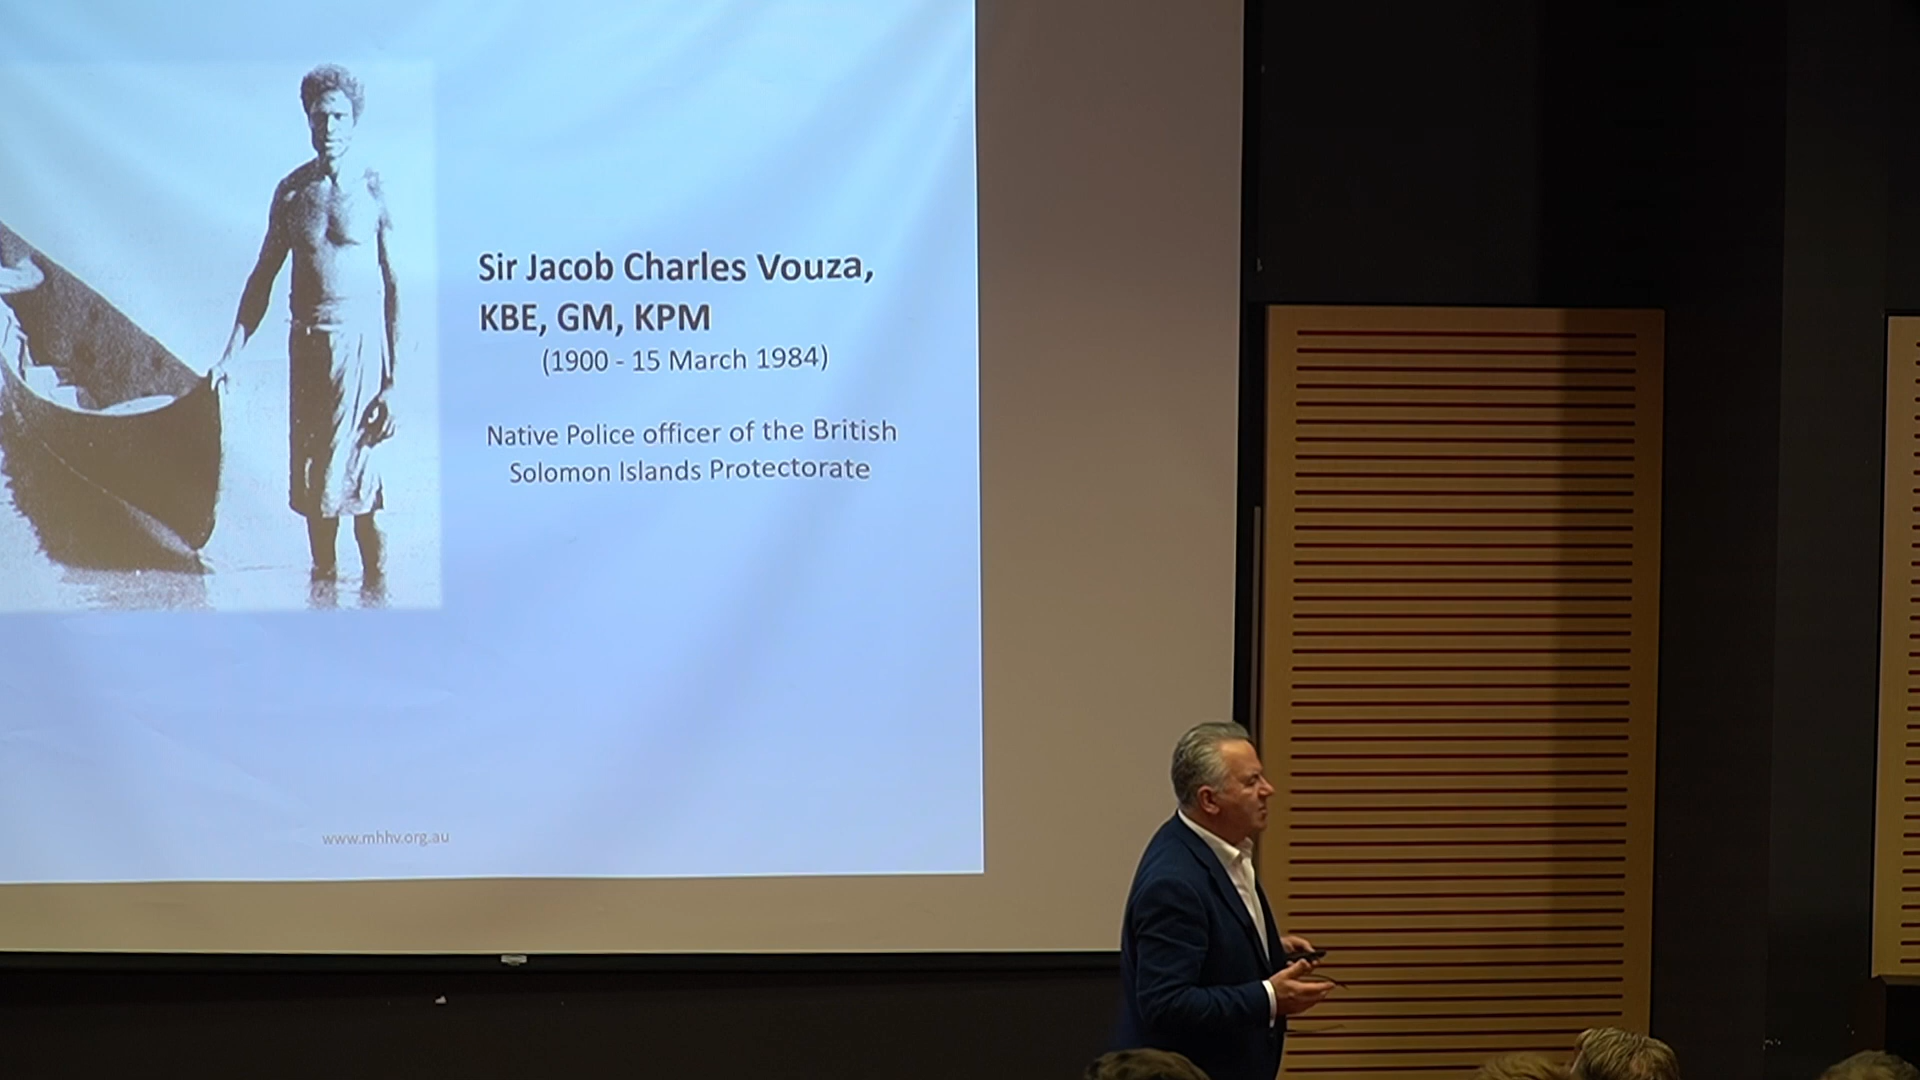 Sir Jacob Charles Vouza,
KBE, GM, KPM
(1900 - 15 March 1984)
Native Police officer of the British
Solomon Islands Protectorate
www.mhhv.org.au